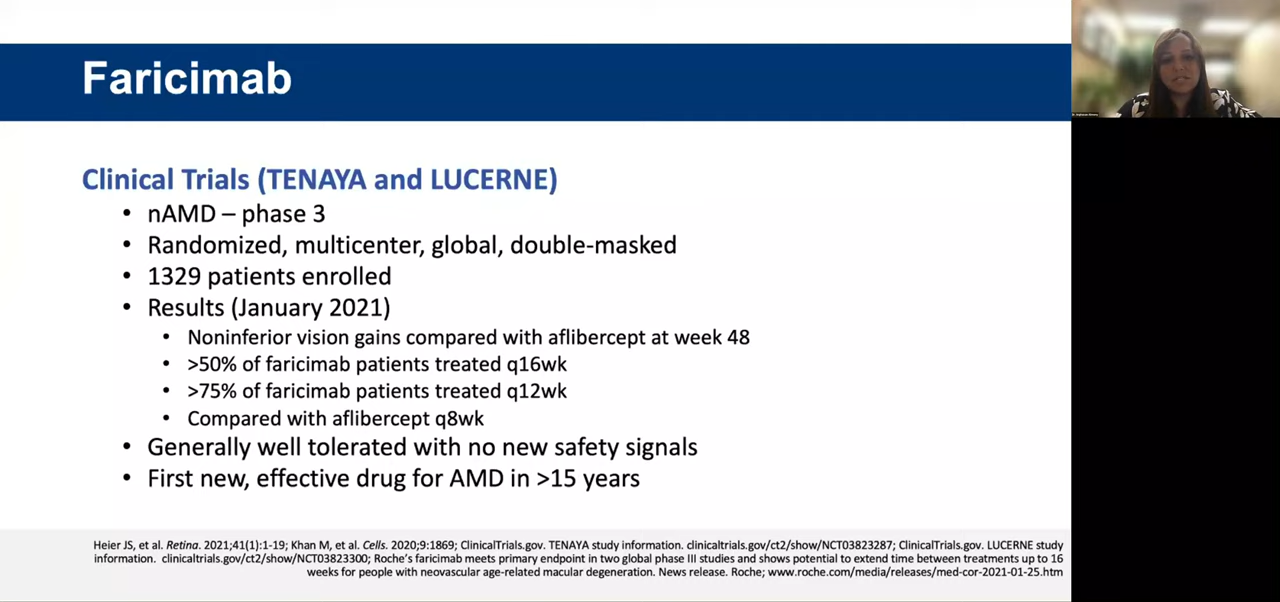 Faricimab
Clinical Trials (TENAYA and LUCERNE)
• nAMD – phase 3
• Randomized, multicenter, global, double-masked
• 1329 patients enrolled
• Results (January 2021)
• Noninferior vision gains compared with aflibercept at week 48
• >50% of faricimab patients treated q16wk
• >75% of faricimab patients treated q12wk
• Compared with aflibercept q8wk
• Generally well tolerated with no new safety signals
• First new, effective drug for AMD in >15 years
Heier JS, et al. Retina. 2021;41(1):1-19; Khan M, et al. Cells. 2020;9:1869; ClinicalTrials.gov. TENAYA study information. clinicaltrials.gov/ct2/show/NCT03823287; ClinicalTrials.gov. LUCERNE study
information. clinicaltrials.gov/ct2/show/NCT03823300; Roche's faricimab meets primary endpoint in two global phase III studies and shows potential to extend time between treatments up to 16
weeks for people with neovascular age-related macular degeneration. News release. Roche; www.roche.com/media/releases/med-cor-2021-01-25.htm